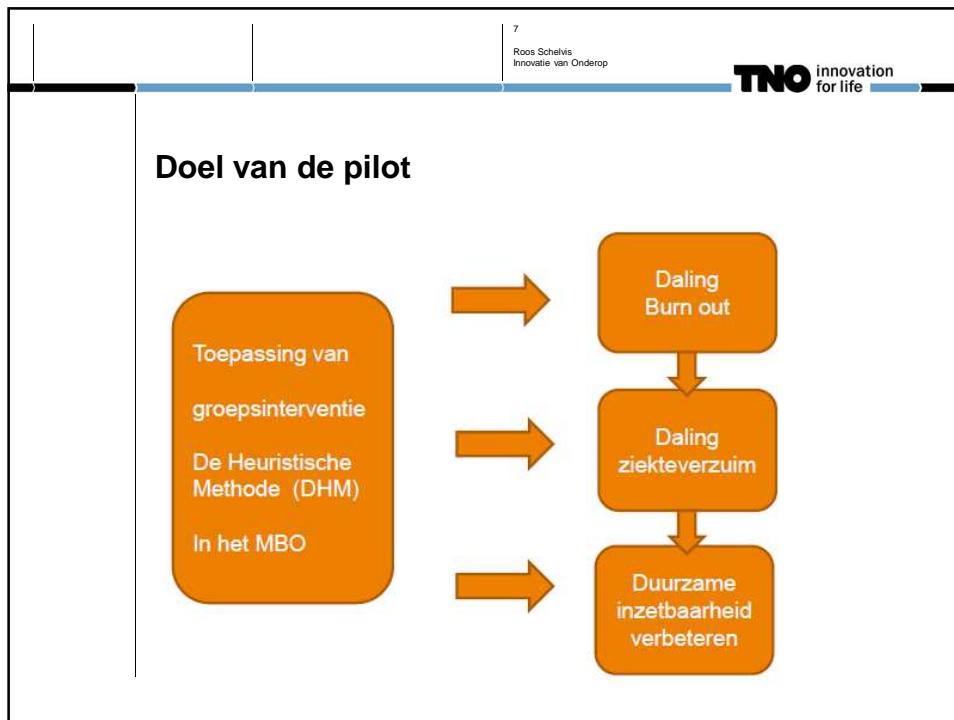 7
Roos Schelvis
Innovatie van Onderop
TNO innovation
for life
Doel van de pilot
Toepassing van
groepsinterventie
De Heuristische
Methode (DHM)
In het MBO
Daling
Burn out
Daling
ziekteverzuim
Duurzame
inzetbaarheid
verbeteren